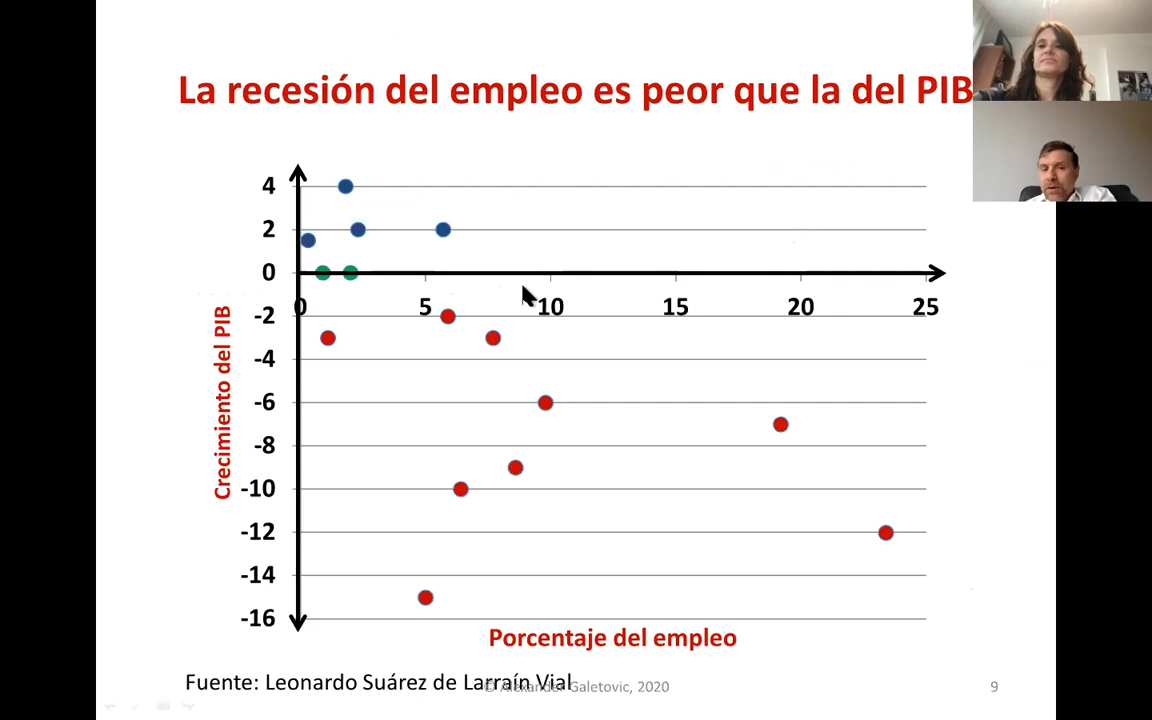 La recesión del empleo es peor que la del PIB
4
2
0
0 5 10 15 20 25
-2
-4
-6
-8
-10
-12
-14
-16
Crecimiento del PIB
Porcentaje del empleo
Fuente: Leonardo Suárez de Larraín Vial
© Alexander Galetovic, 2020
9